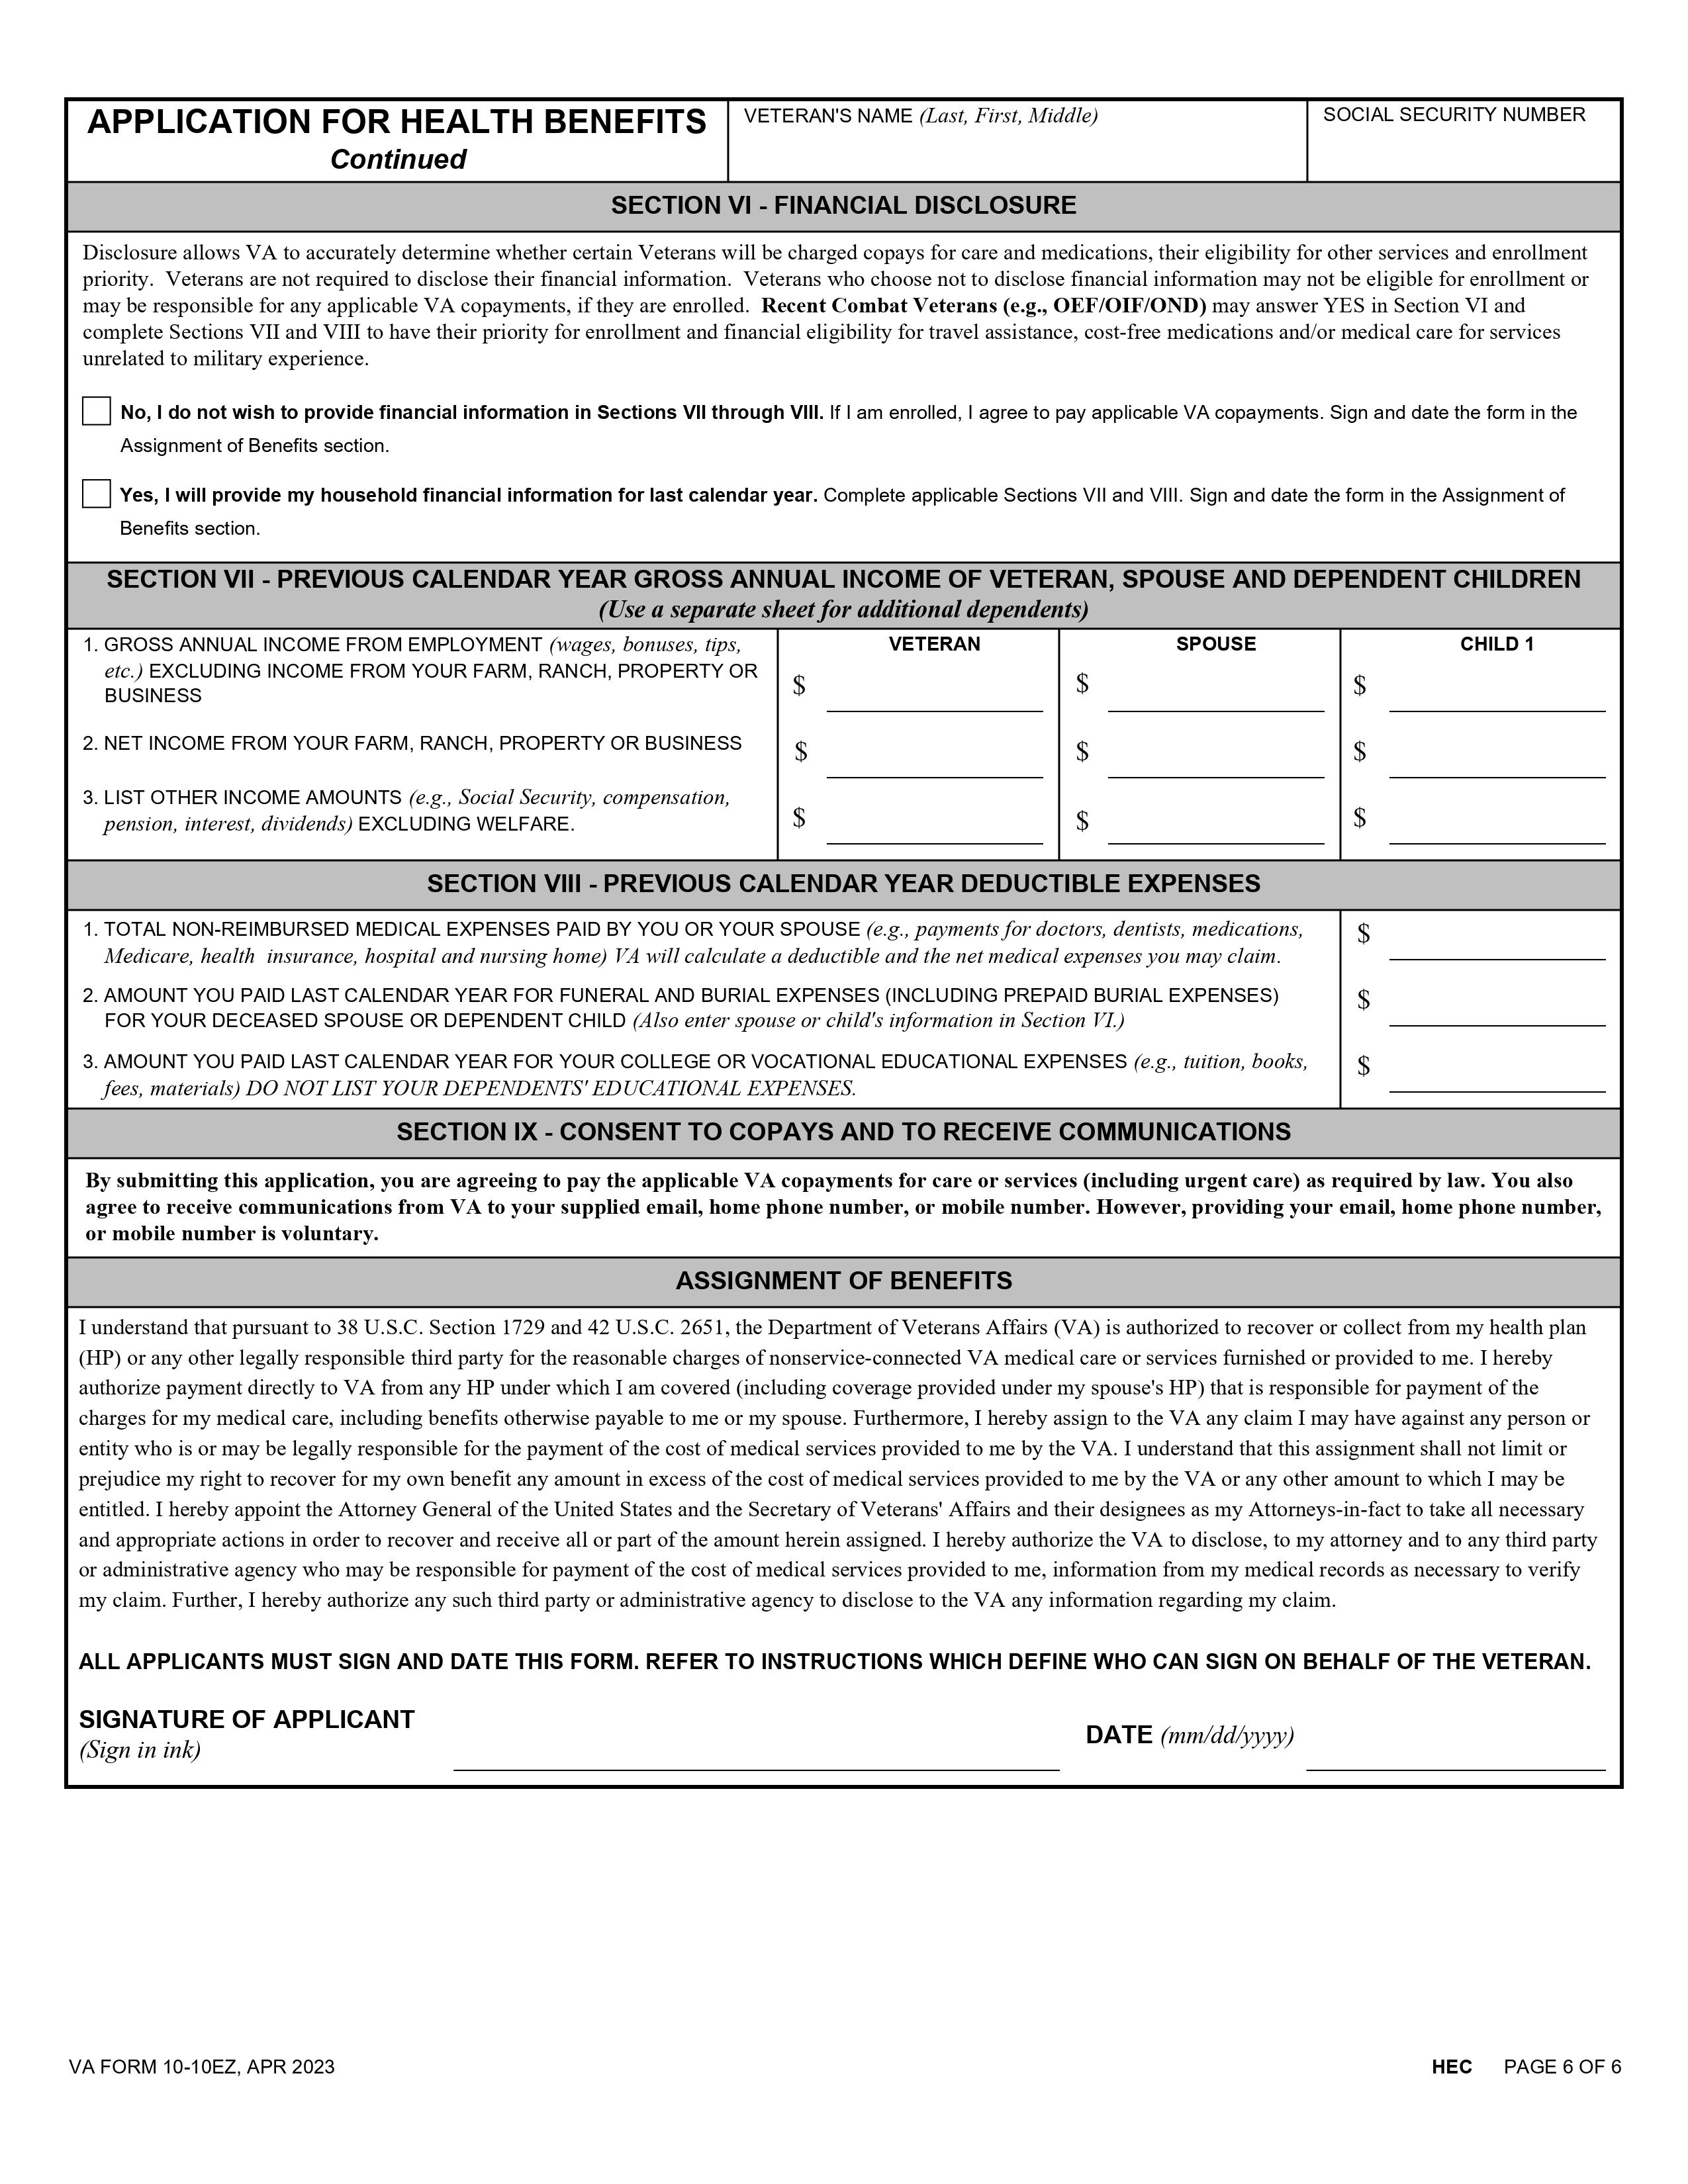 APPLICATION FOR HEALTH BENEFITS
Continued
VETERAN'S NAME (Last, First, Middle)
SOCIAL SECURITY NUMBER
SECTION VI - FINANCIAL DISCLOSURE
Disclosure allows VA to accurately determine whether certain Veterans will be charged copays for care and medications, their eligibility for other services and enrollment
priority.  Veterans are not required to disclose their financial information.  Veterans who choose not to disclose financial information may not be eligible for enrollment or
may be responsible for any applicable VA copayments, if they are enrolled.  Recent Combat Veterans (e.g., OEF/OIF/OND) may answer YES in Section VI and
complete Sections VII and VIII to have their priority for enrollment and financial eligibility for travel assistance, cost-free medications and/or medical care for services
unrelated to military experience.
No, I do not wish to provide financial information in Sections VII through VIII. If I am enrolled, I agree to pay applicable VA copayments. Sign and date the form in the
Assignment of Benefits section.
Yes, I will provide my household financial information for last calendar year. Complete applicable Sections VII and VIII. Sign and date the form in the Assignment of
Benefits section.
SECTION VII - PREVIOUS CALENDAR YEAR GROSS ANNUAL INCOME OF VETERAN, SPOUSE AND DEPENDENT CHILDREN
(Use a separate sheet for additional dependents)
VETERAN SPOUSE CHILD 1
1. GROSS ANNUAL INCOME FROM EMPLOYMENT (wages, bonuses, tips,
etc.) EXCLUDING INCOME FROM YOUR FARM, RANCH, PROPERTY OR
BUSINESS
$ $ $
2. NET INCOME FROM YOUR FARM, RANCH, PROPERTY OR BUSINESS
$ $ $
3. LIST OTHER INCOME AMOUNTS (e.g., Social Security, compensation,
pension, interest, dividends) EXCLUDING WELFARE.
$ $ $
SECTION VIII - PREVIOUS CALENDAR YEAR DEDUCTIBLE EXPENSES
1. TOTAL NON-REIMBURSED MEDICAL EXPENSES PAID BY YOU OR YOUR SPOUSE (e.g., payments for doctors, dentists, medications,
Medicare, health  insurance, hospital and nursing home) VA will calculate a deductible and the net medical expenses you may claim.
$
2. AMOUNT YOU PAID LAST CALENDAR YEAR FOR FUNERAL AND BURIAL EXPENSES (INCLUDING PREPAID BURIAL EXPENSES)
FOR YOUR DECEASED SPOUSE OR DEPENDENT CHILD (Also enter spouse or child's information in Section VI.)
$
3. AMOUNT YOU PAID LAST CALENDAR YEAR FOR YOUR COLLEGE OR VOCATIONAL EDUCATIONAL EXPENSES (e.g., tuition, books,
fees, materials) DO NOT LIST YOUR DEPENDENTS' EDUCATIONAL EXPENSES.
$
SECTION IX - CONSENT TO COPAYS AND TO RECEIVE COMMUNICATIONS
By submitting this application, you are agreeing to pay the applicable VA copayments for care or services (including urgent care) as required by law. You also
agree to receive communications from VA to your supplied email, home phone number, or mobile number. However, providing your email, home phone number,
or mobile number is voluntary.
ASSIGNMENT OF BENEFITS
I understand that pursuant to 38 U.S.C. Section 1729 and 42 U.S.C. 2651, the Department of Veterans Affairs (VA) is authorized to recover or collect from my health plan
(HP) or any other legally responsible third party for the reasonable charges of nonservice-connected VA medical care or services furnished or provided to me. I hereby
authorize payment directly to VA from any HP under which I am covered (including coverage provided under my spouse's HP) that is responsible for payment of the
charges for my medical care, including benefits otherwise payable to me or my spouse. Furthermore, I hereby assign to the VA any claim I may have against any person or
entity who is or may be legally responsible for the payment of the cost of medical services provided to me by the VA. I understand that this assignment shall not limit or
prejudice my right to recover for my own benefit any amount in excess of the cost of medical services provided to me by the VA or any other amount to which I may be
entitled. I hereby appoint the Attorney General of the United States and the Secretary of Veterans' Affairs and their designees as my Attorneys-in-fact to take all necessary
and appropriate actions in order to recover and receive all or part of the amount herein assigned. I hereby authorize the VA to disclose, to my attorney and to any third party
or administrative agency who may be responsible for payment of the cost of medical services provided to me, information from my medical records as necessary to verify
my claim. Further, I hereby authorize any such third party or administrative agency to disclose to the VA any information regarding my claim.
ALL APPLICANTS MUST SIGN AND DATE THIS FORM. REFER TO INSTRUCTIONS WHICH DEFINE WHO CAN SIGN ON BEHALF OF THE VETERAN.
SIGNATURE OF APPLICANT
(Sign in ink)
DATE (mm/dd/yyyy)
VA FORM 10-10EZ, APR 2023
HEC PAGE 6 OF 6